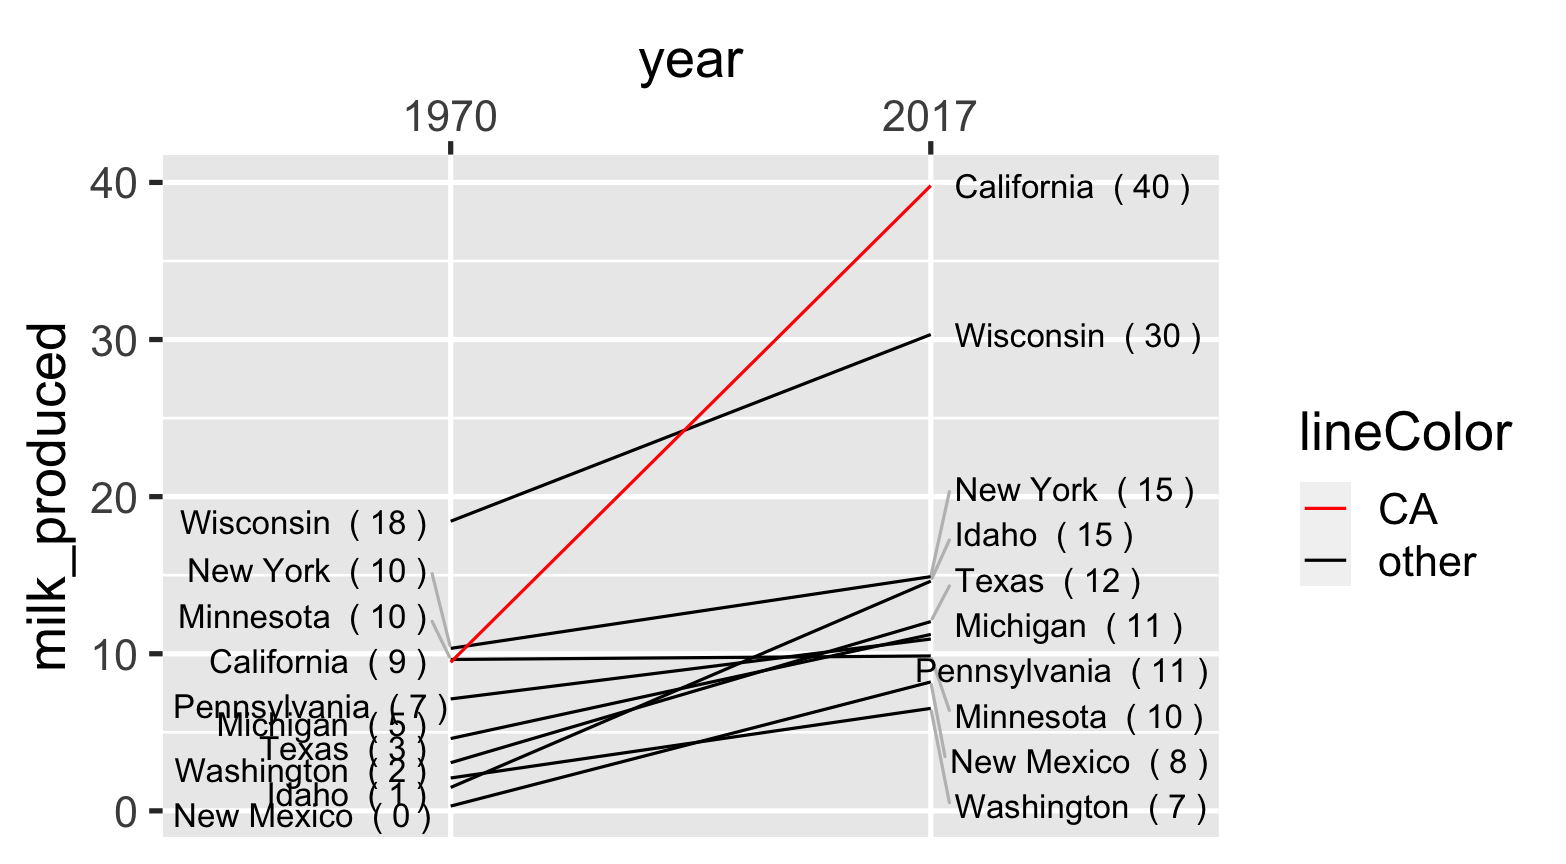 year
1970 2017
40
30
20
10
0
milk_produced
California ( 40 )
Wisconsin ( 30 )
New York ( 15 )
Idaho ( 15 )
Texas ( 12 )
Michigan ( 11 )
Pennsylvania ( 11 )
Minnesota ( 10 )
New Mexico ( 8 )
Washington ( 7 )
Wisconsin ( 18 )
New York ( 10 )
Minnesota ( 10 )
California ( 9 )
Pennsylvania ( 7 )
Michigan ( 5 )
Texas ( 3 )
Washington ( 2 )
Idaho ( 1 )
New Mexico ( 0 )
lineColor
CA
other